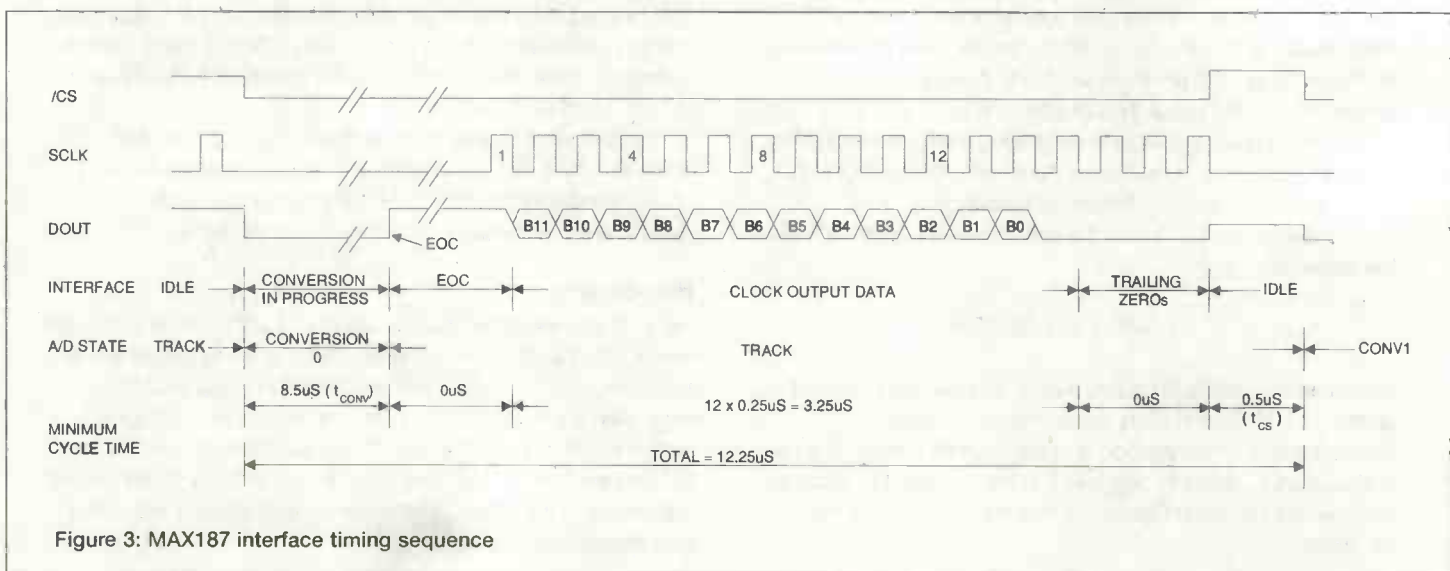 /CS
SCLK 1 4 8 12
DOUT B11 B10 B9 B8 B7 B6 B5 B4 B3 B2 B1 B0
EOC
INTERFACE IDLE CONVERSION IN PROGRESS EOC CLOCK OUTPUT DATA TRAILING ZEROs IDLE
A/D STATE TRACK CONVERSION 0 TRACK CONV1
8.5uS (tCONV) 0uS 12 x 0.25uS = 3.25uS 0uS 0.5uS (tCS)
MINIMUM CYCLE TIME
TOTAL = 12.25uS
Figure 3: MAX187 interface timing sequence